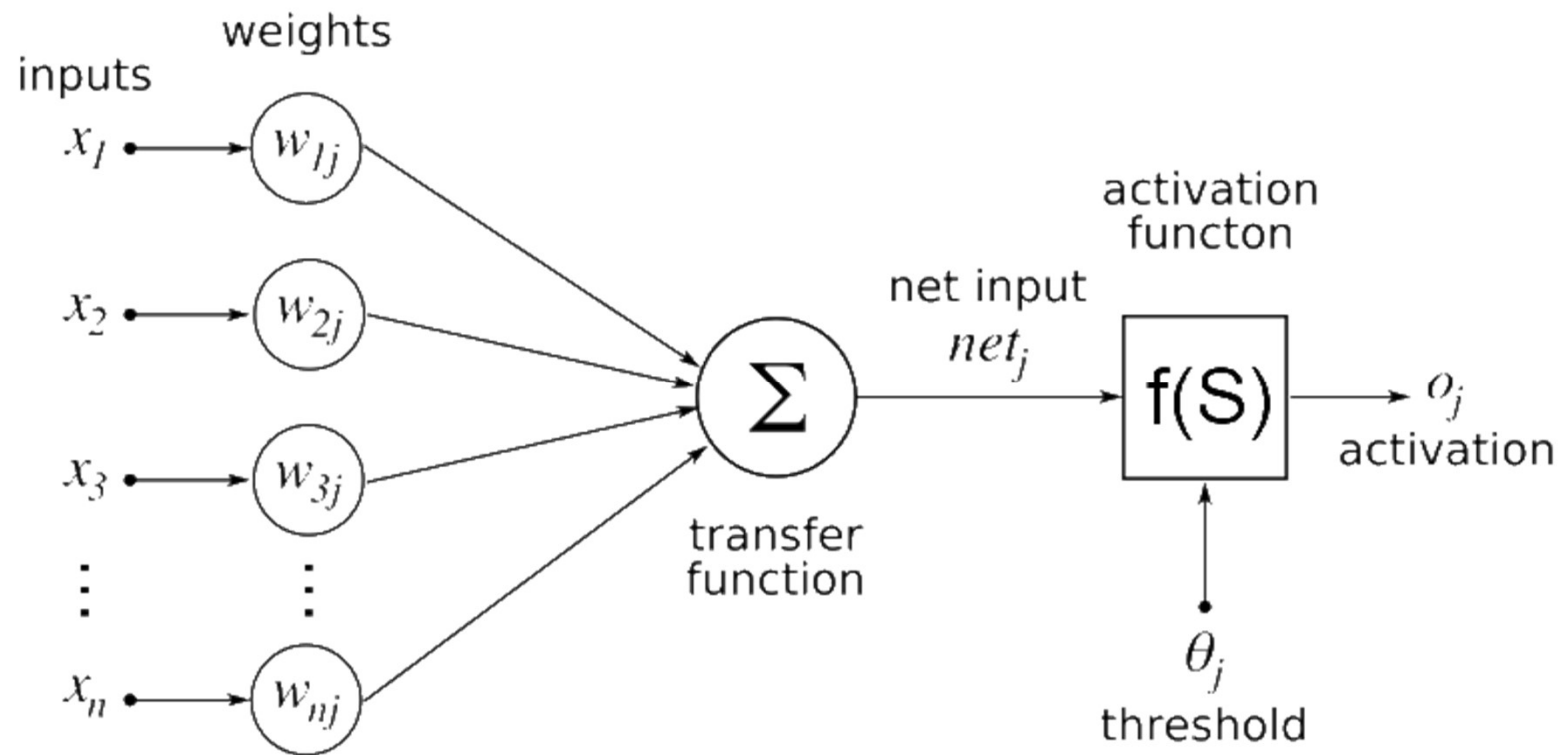 weights
inputs
x₁
w₁ⱼ
activation
functon
x₂
w₂ⱼ
net input
netⱼ
Σ
f(S)
oⱼ
activation
x₃
w₃ⱼ
transfer
function
⋮ ⋮
xₙ
wₙⱼ
θⱼ
threshold